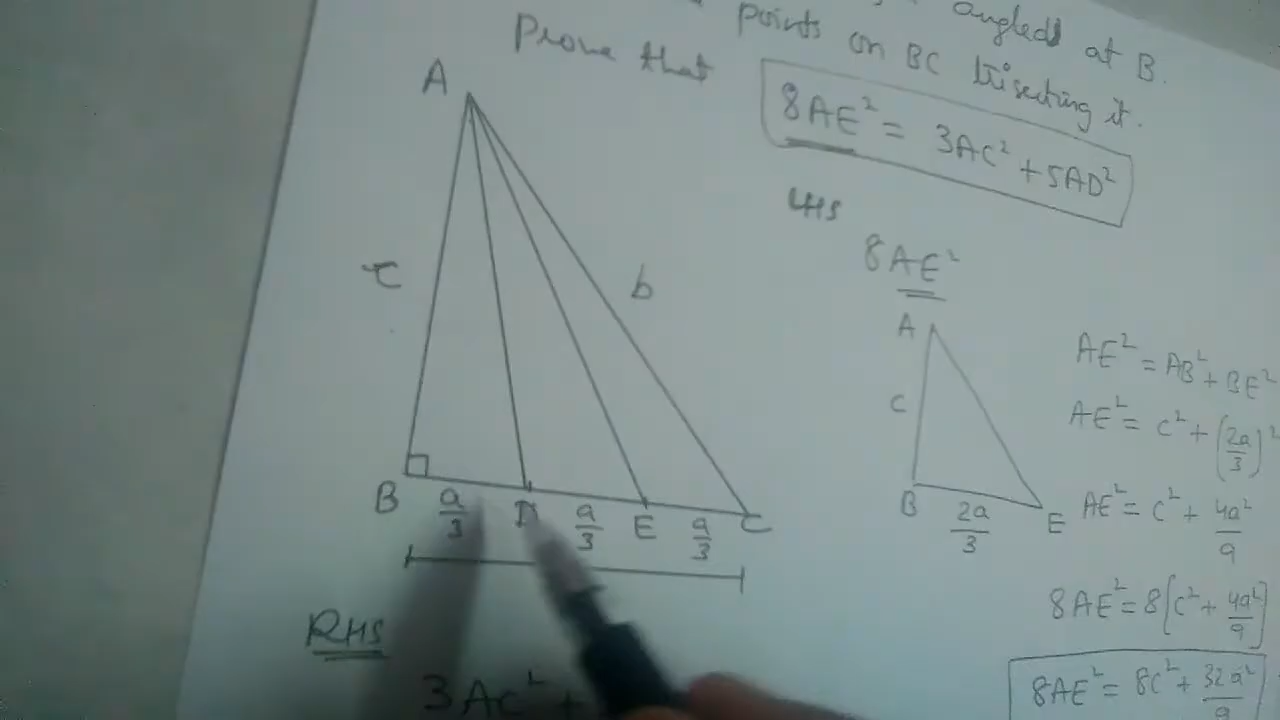 angled at B.
points on BC trisecting it.
Prove that
8AE² = 3AC² + 5AD²
A
c
b
B
D
E
C
a/3
a/3
a/3
LHS
8AE²
A
c
B
2a/3
E
AE² = AB² + BE²
AE² = c² + (2a/3)²
AE² = c² + 4a²/9
8AE² = 8[c² + 4a²/9]
8AE² = 8c² + 32a²/9
RHS
3AC² +